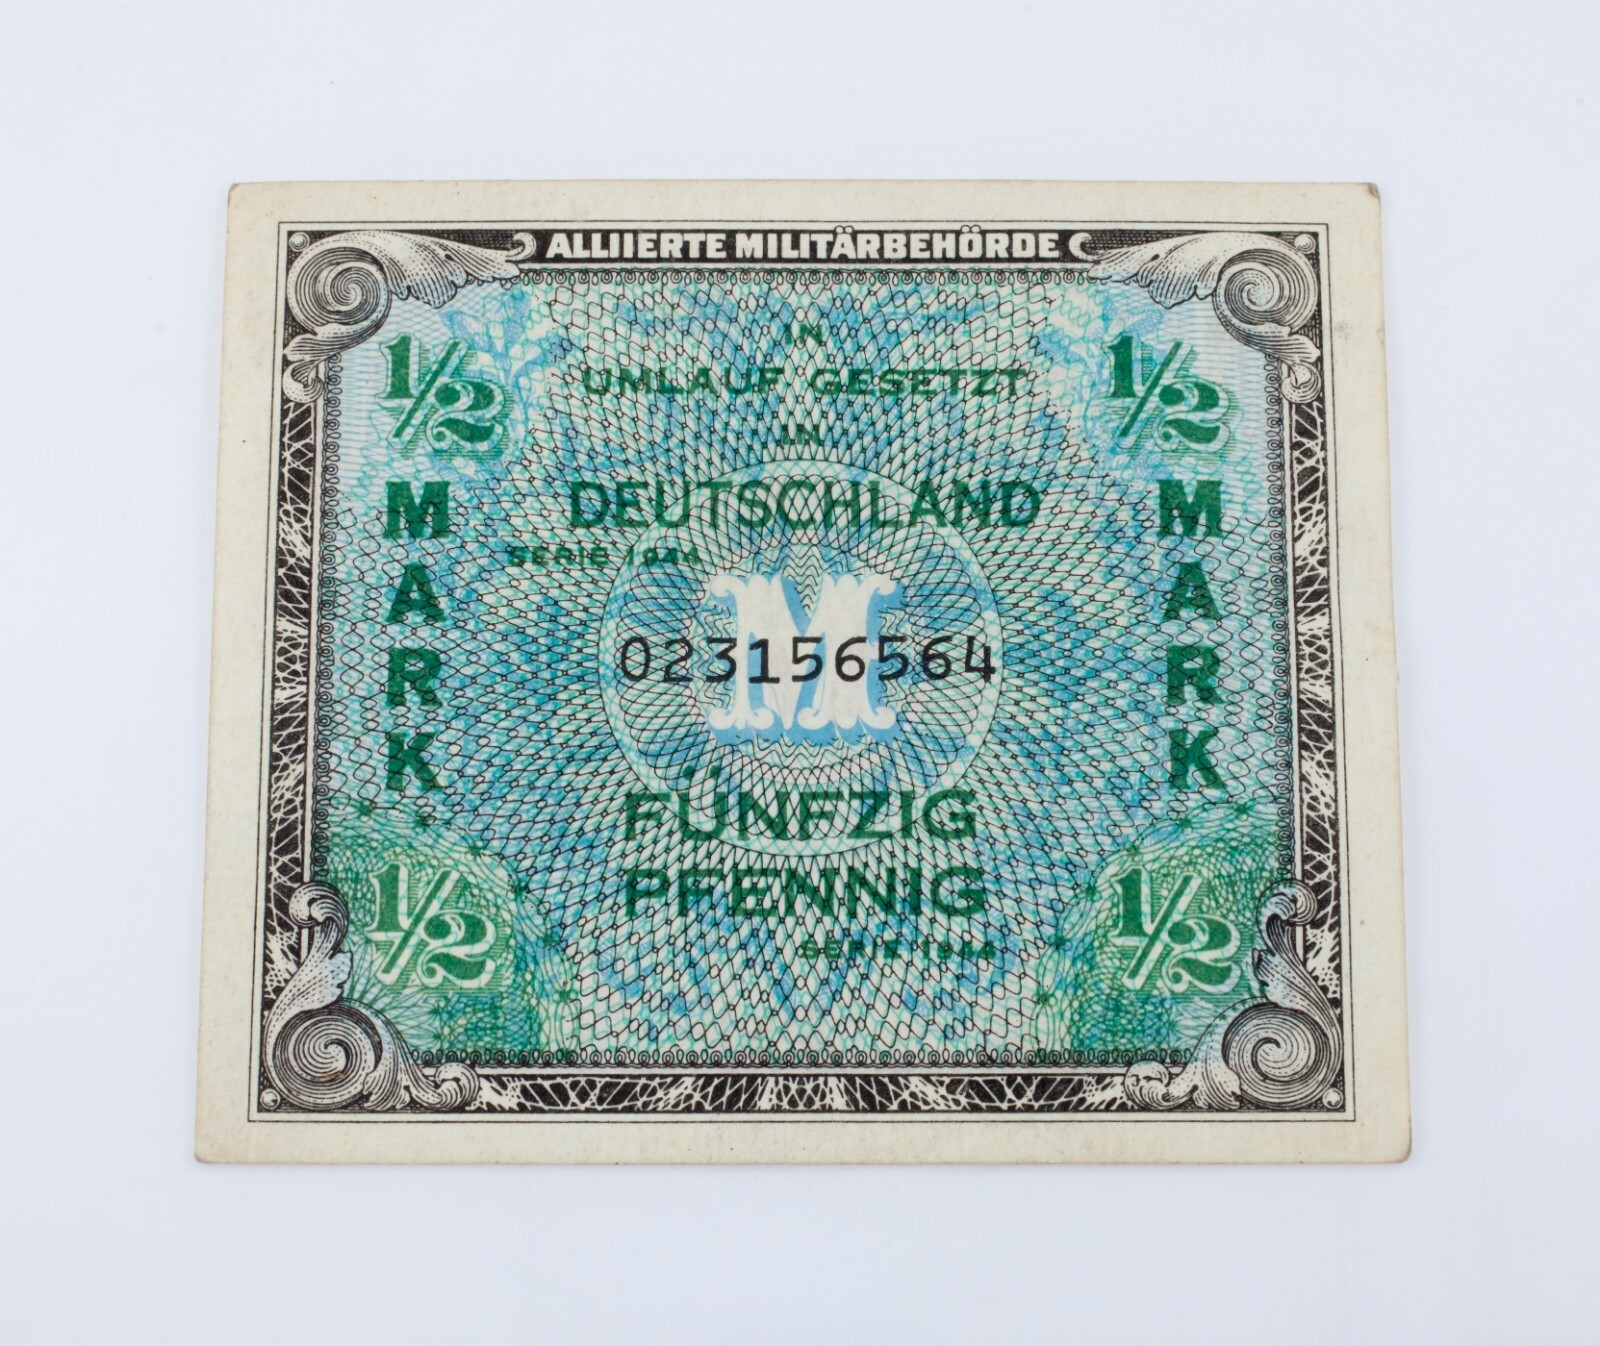 ALLIIERTE MILITÄRBEHÖRDE
1/2 1/2
IN
UMLAUF GESETZT
IN
DEUTSCHLAND
SERIE 1944
MARK MARK
M
023156564
FÜNFZIG
PFENNIG
1/2 1/2
SERIE 1944